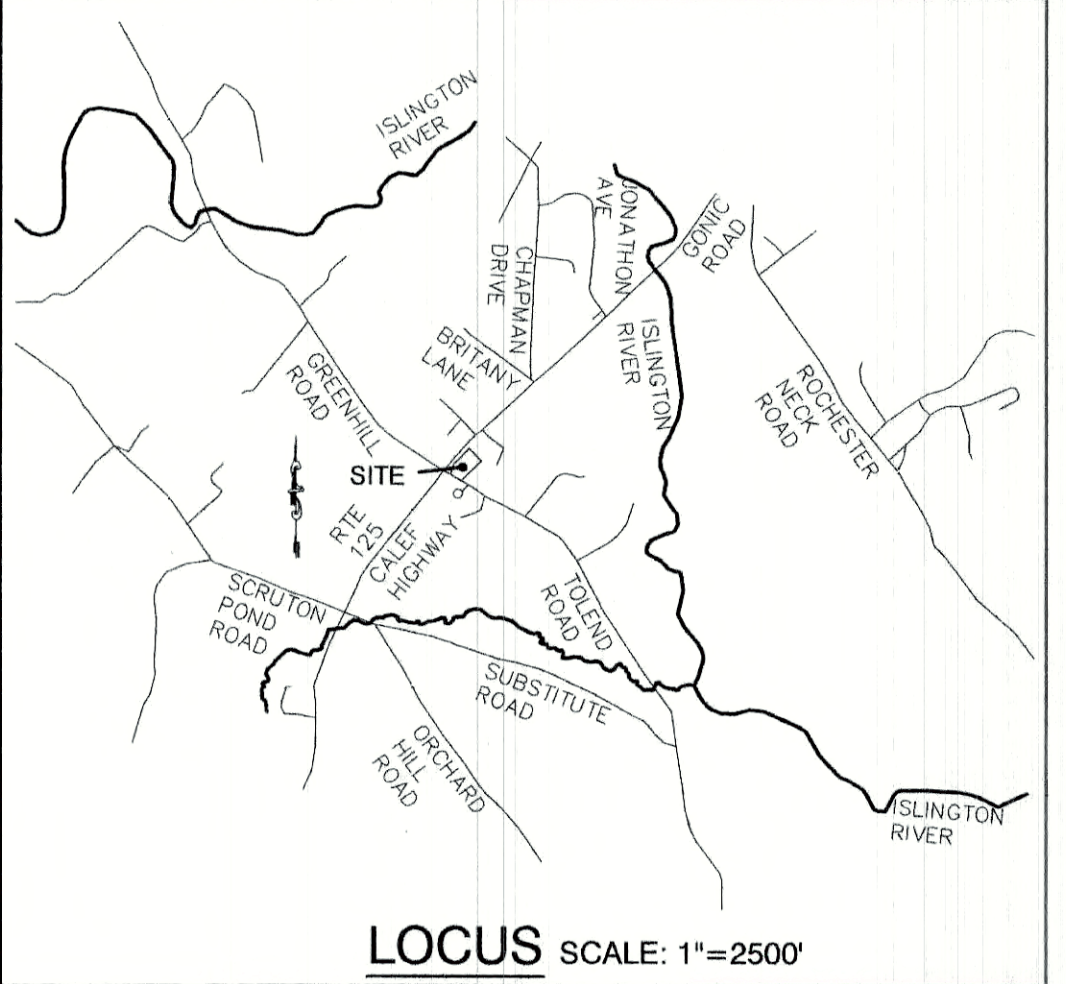 ISLINGTON
RIVER
JONATHON
AVE
GONIC
ROAD
CHAPMAN
DRIVE
BRITANY
LANE
ISLINGTON
RIVER
GREENHILL
ROAD
ROCHESTER
NECK
ROAD
SITE
RTE
125
CALEF
HIGHWAY
SCRUTON
POND
ROAD
TOLEND
ROAD
SUBSTITUTE
ROAD
ORCHARD
HILL
ROAD
ISLINGTON
RIVER
LOCUS SCALE: 1"=2500'